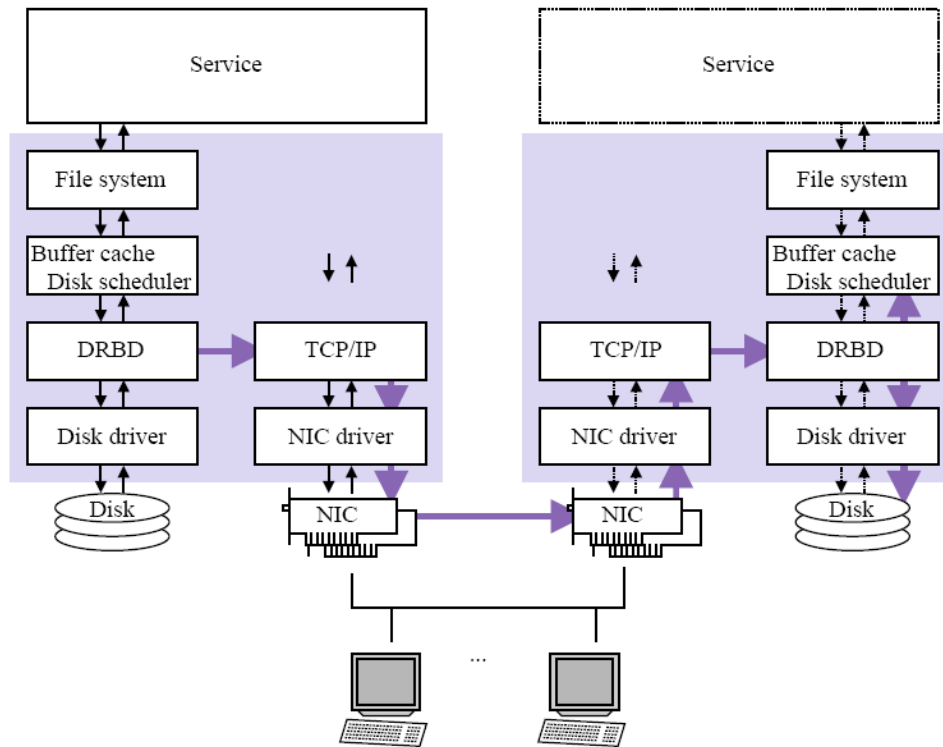 Service
Service
File system
File system
Buffer cache
Disk scheduler
Buffer cache
Disk scheduler
DRBD
TCP/IP
TCP/IP
DRBD
Disk driver
NIC driver
NIC driver
Disk driver
Disk
NIC
NIC
Disk
...